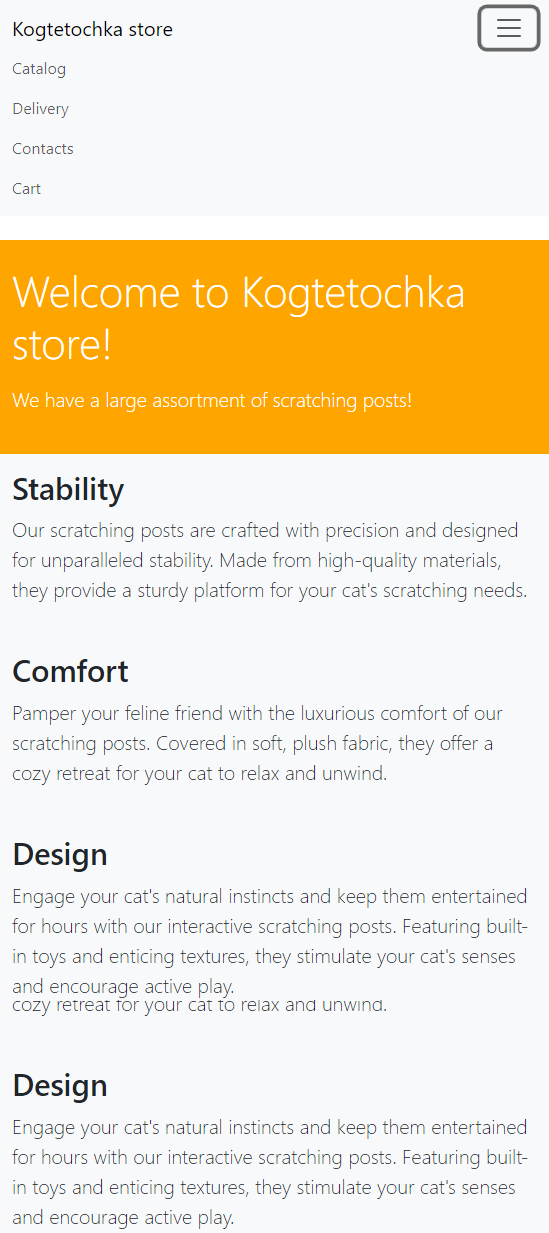 Kogtetochka store
Catalog
Delivery
Contacts
Cart
Welcome to Kogtetochka
store!
We have a large assortment of scratching posts!
Stability
Our scratching posts are crafted with precision and designed
for unparalleled stability. Made from high-quality materials,
they provide a sturdy platform for your cat's scratching needs.
Comfort
Pamper your feline friend with the luxurious comfort of our
scratching posts. Covered in soft, plush fabric, they offer a
cozy retreat for your cat to relax and unwind.
Design
Engage your cat's natural instincts and keep them entertained
for hours with our interactive scratching posts. Featuring built-
in toys and enticing textures, they stimulate your cat's senses
and encourage active play.
cozy retreat for your cat to relax and unwind.
Design
Engage your cat's natural instincts and keep them entertained
for hours with our interactive scratching posts. Featuring built-
in toys and enticing textures, they stimulate your cat's senses
and encourage active play.